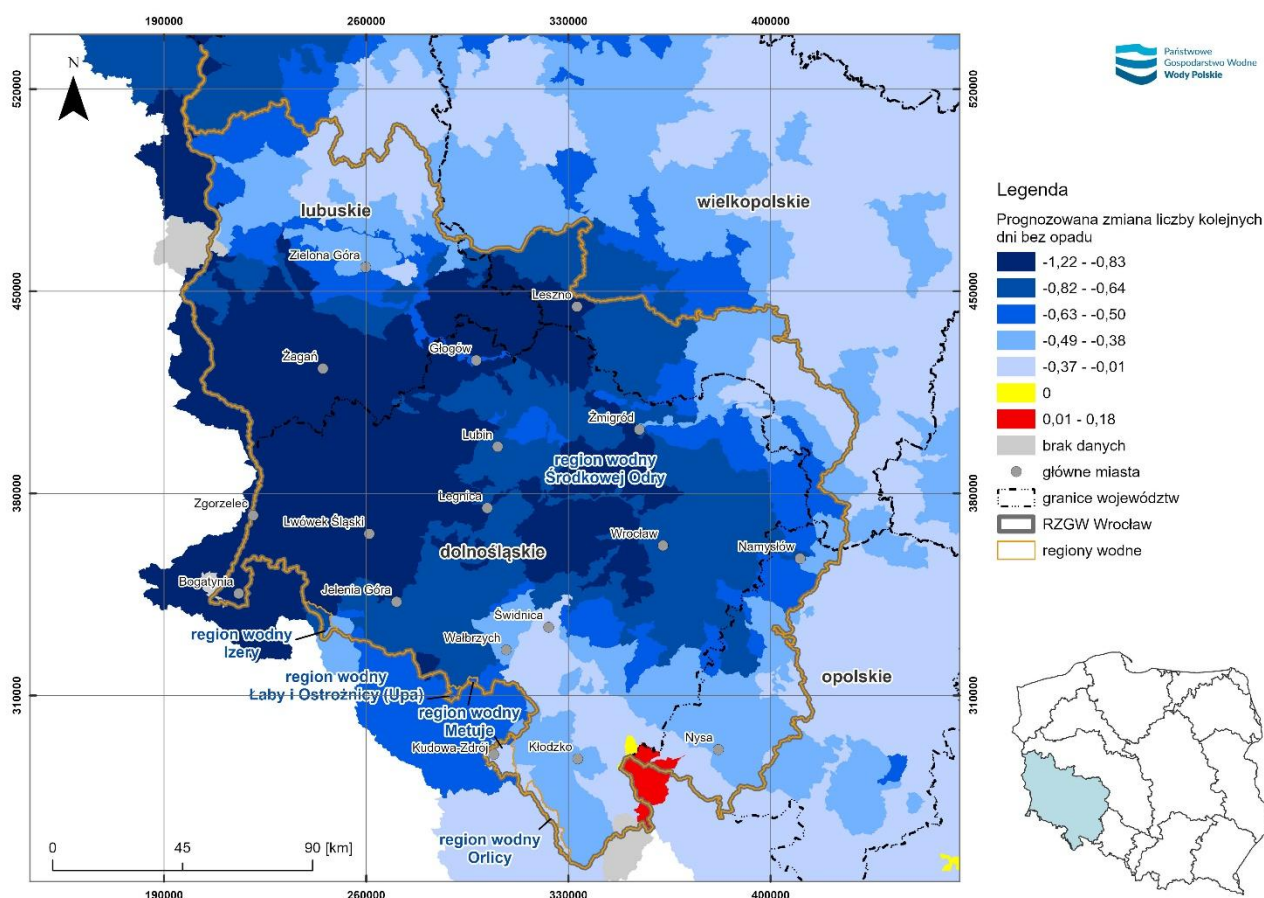 190000 260000 330000 400000
N
Państwowe
Gospodarstwo Wodne
Wody Polskie
520000 520000
lubuskie
wielkopolskie
Zielona Góra
450000 450000
Leszno
Żagań
Głogów
Żmigród
Lubin
region wodny
Środkowej Odry
380000 380000
Zgorzelec
Legnica
Lwówek Śląski
Wrocław
Namysłów
dolnośląskie
Bogatynia
Jelenia Góra
Świdnica
region wodny
Izery
Wałbrzych
region wodny
Łaby i Ostrożnicy (Upa)
opolskie
310000 310000
region wodny
Metuje
Kudowa-Zdrój
Kłodzko
Nysa
region wodny
Orlicy
0 45 90 [km]
190000 260000 330000 400000
Legenda
Prognozowana zmiana liczby kolejnych
dni bez opadu
-1,22 - -0,83
-0,82 - -0,64
-0,63 - -0,50
-0,49 - -0,38
-0,37 - -0,01
0
0,01 - 0,18
brak danych
główne miasta
granice województw
RZGW Wrocław
regiony wodne